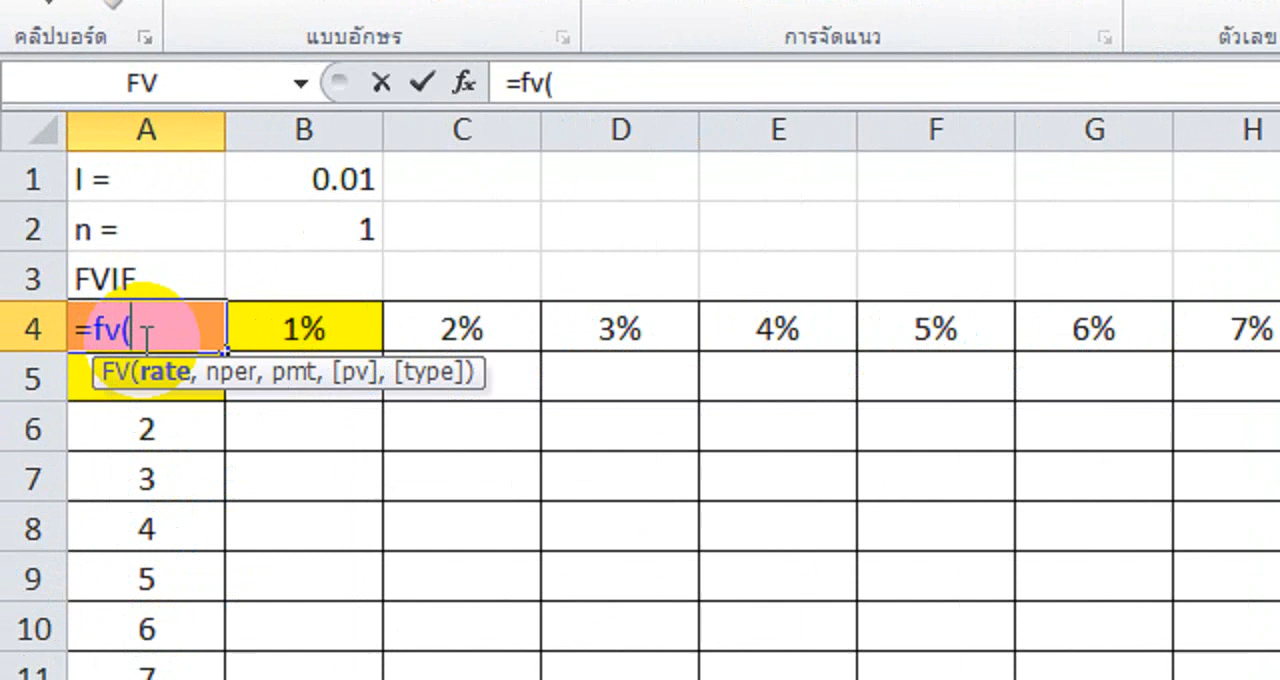 คลิปบอร์ด แบบอักษร การจัดแนว ตัวเลข
FV =fv(
A B C D E F G H
1 I = 0.01
2 n = 1
3 FVIF
4 =fv( 1% 2% 3% 4% 5% 6% 7%
5 FV(rate, nper, pmt, [pv], [type])
6 2
7 3
8 4
9 5
10 6
11 7